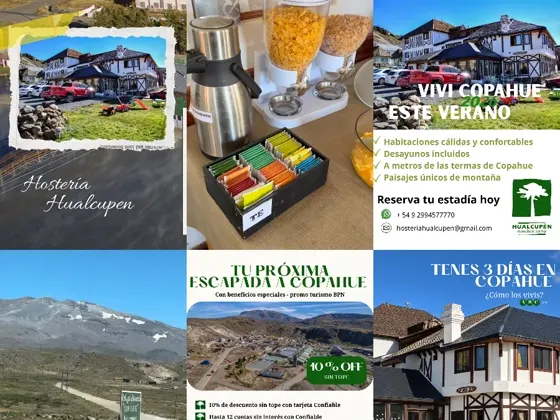 Hostería
Hualcupen
TÉ
VIVI COPAHUE
ESTE VERANO
Habitaciones cálidas y confortables
Desayunos incluidos
A metros de las termas de Copahue
Paisajes únicos de montaña
Reserva tu estadía hoy
+ 54 9 2994577770
hosteriahualcupen@gmail.com
HUALCUPÉN
TU PRÓXIMA
ESCAPADA A COPAHUE
Con beneficios especiales - promo turismo BPN
10% OFF
SIN TOPE
10% de descuento sin tope con tarjeta Confiable
Hasta 12 cuotas sin interés con Confiable
TENES 3 DÍAS EN
COPAHUE
¿Cómo los vivís?